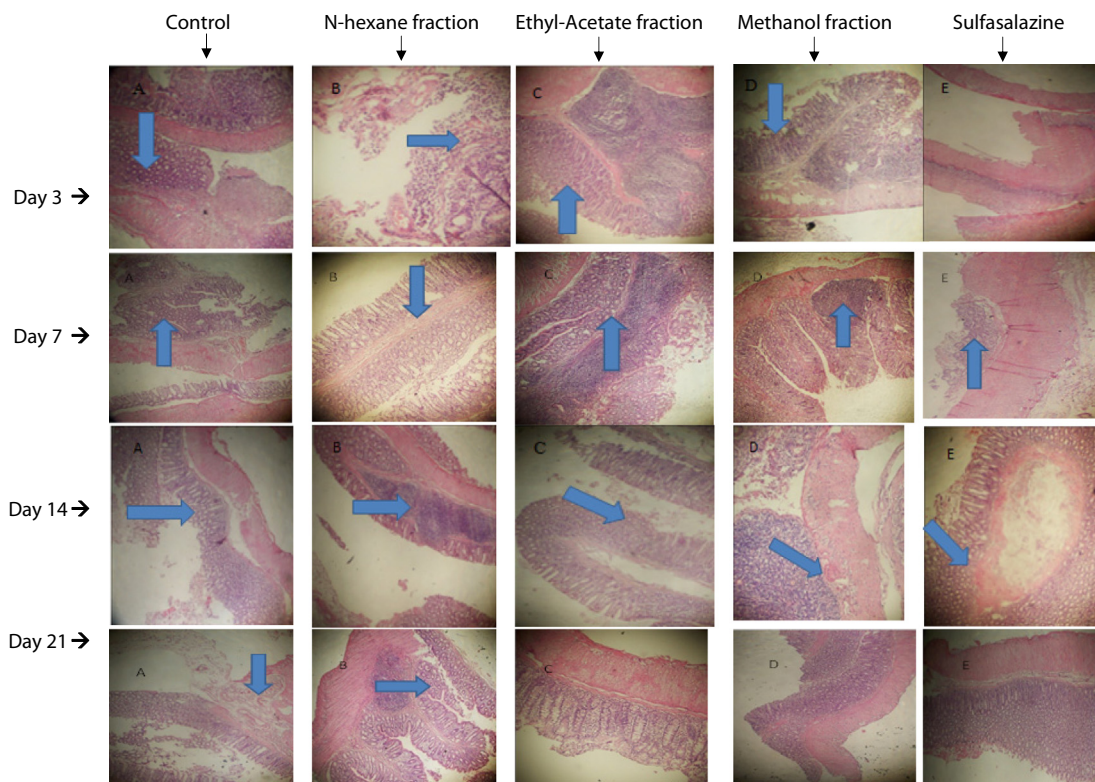 Control N-hexane fraction Ethyl-Acetate fraction Methanol fraction Sulfasalazine
A B C D E
Day 3 →
A B C D E
Day 7 →
A B C D E
Day 14 →
Day 21 →
A B C D E